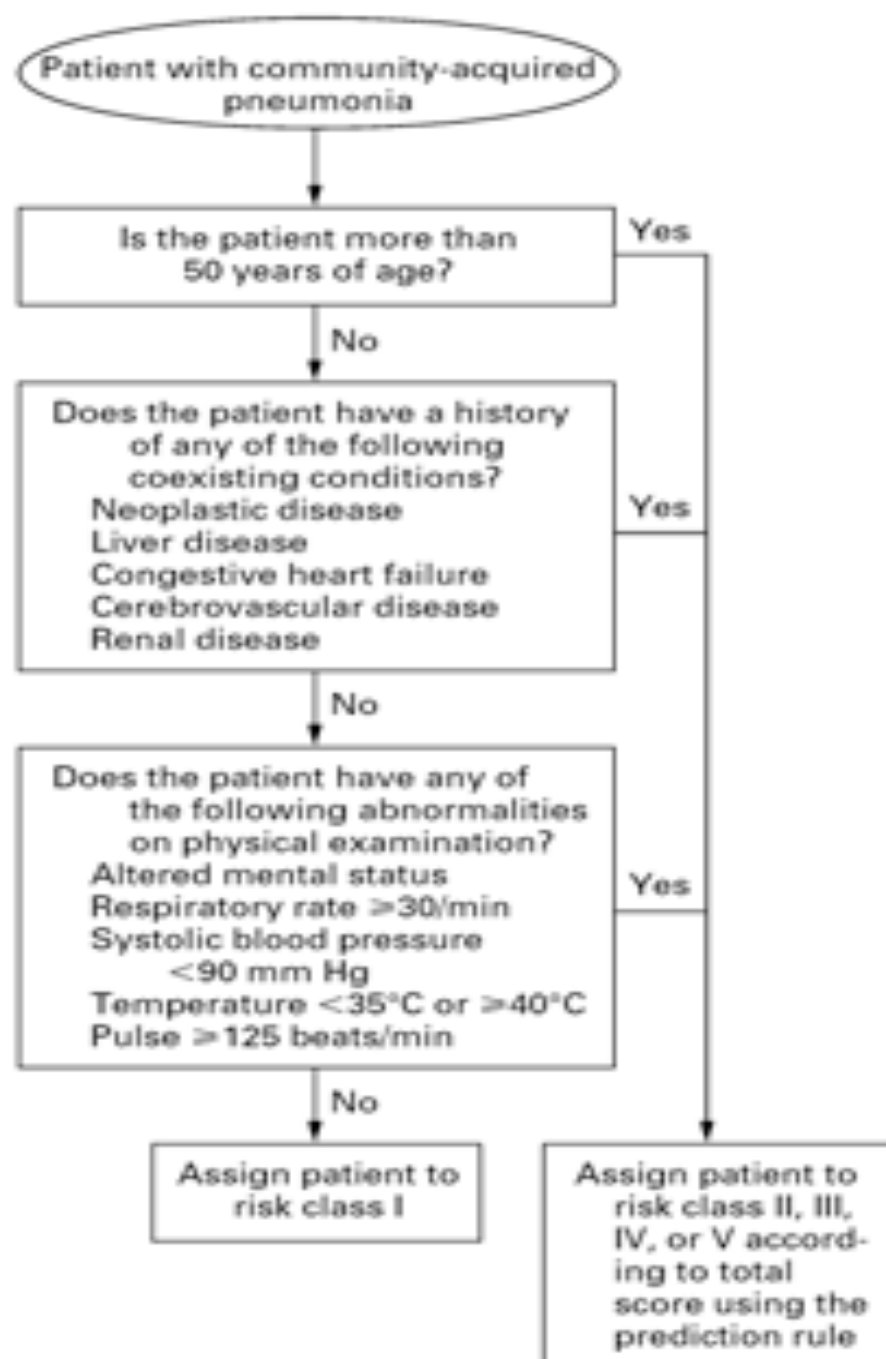 Patient with community-acquired
pneumonia
Is the patient more than
50 years of age?
Yes
No
Does the patient have a history
of any of the following
coexisting conditions?
Neoplastic disease
Liver disease
Congestive heart failure
Cerebrovascular disease
Renal disease
Yes
No
Does the patient have any of
the following abnormalities
on physical examination?
Altered mental status
Respiratory rate ⩾30/min
Systolic blood pressure
<90 mm Hg
Temperature <35°C or ⩾40°C
Pulse ⩾125 beats/min
Yes
No
Assign patient to
risk class I
Assign patient to
risk class II, III,
IV, or V accord-
ing to total
score using the
prediction rule